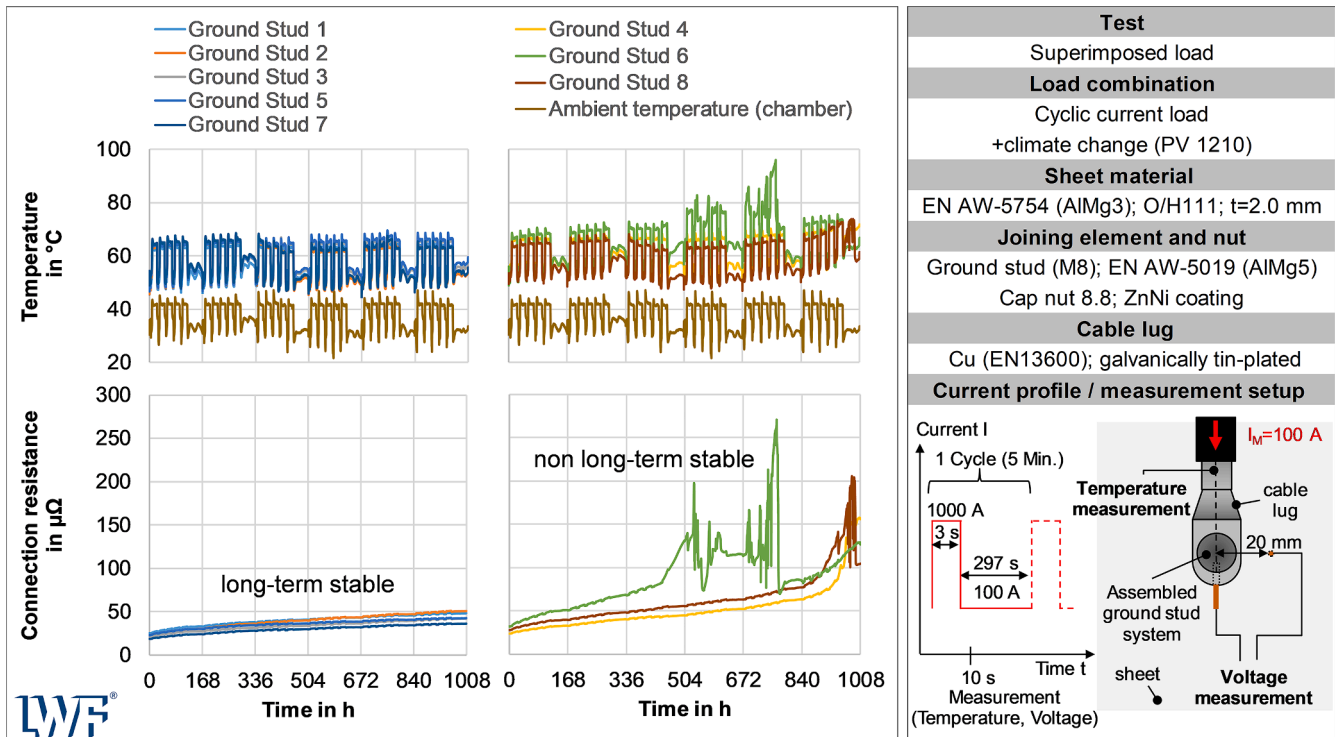 Ground Stud 1
Ground Stud 2
Ground Stud 3
Ground Stud 5
Ground Stud 7
Ground Stud 4
Ground Stud 6
Ground Stud 8
Ambient temperature (chamber)
Temperature
in °C
100
80
60
40
20
Connection resistance
in µΩ
300
250
200
150
100
50
0
long-term stable
non long-term stable
0 168 336 504 672 840 1008
0 168 336 504 672 840 1008
Time in h
Time in h
LWF®
Test
Superimposed load
Load combination
Cyclic current load
+climate change (PV 1210)
Sheet material
EN AW-5754 (AlMg3); O/H111; t=2.0 mm
Joining element and nut
Ground stud (M8); EN AW-5019 (AlMg5)
Cap nut 8.8; ZnNi coating
Cable lug
Cu (EN13600); galvanically tin-plated
Current profile / measurement setup
Current I
1 Cycle (5 Min.)
1000 A
3 s
297 s
100 A
Time t
10 s
Measurement
(Temperature, Voltage)
I_M=100 A
Temperature
measurement
cable
lug
20 mm
Assembled
ground stud
system
sheet
Voltage
measurement